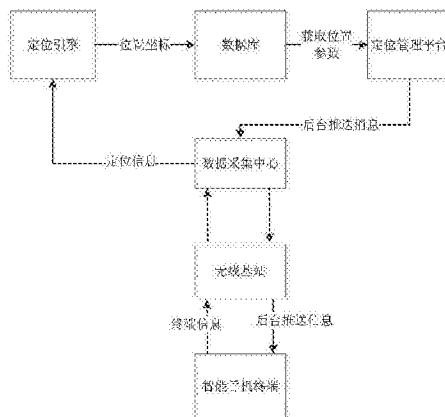 定位引擎
位置坐标
数据库
获取位置
参数
定位管理平台
后台推送消息
定位信息
数据采集中心
无线基站
终端信息
后台推送信息
智能手机终端